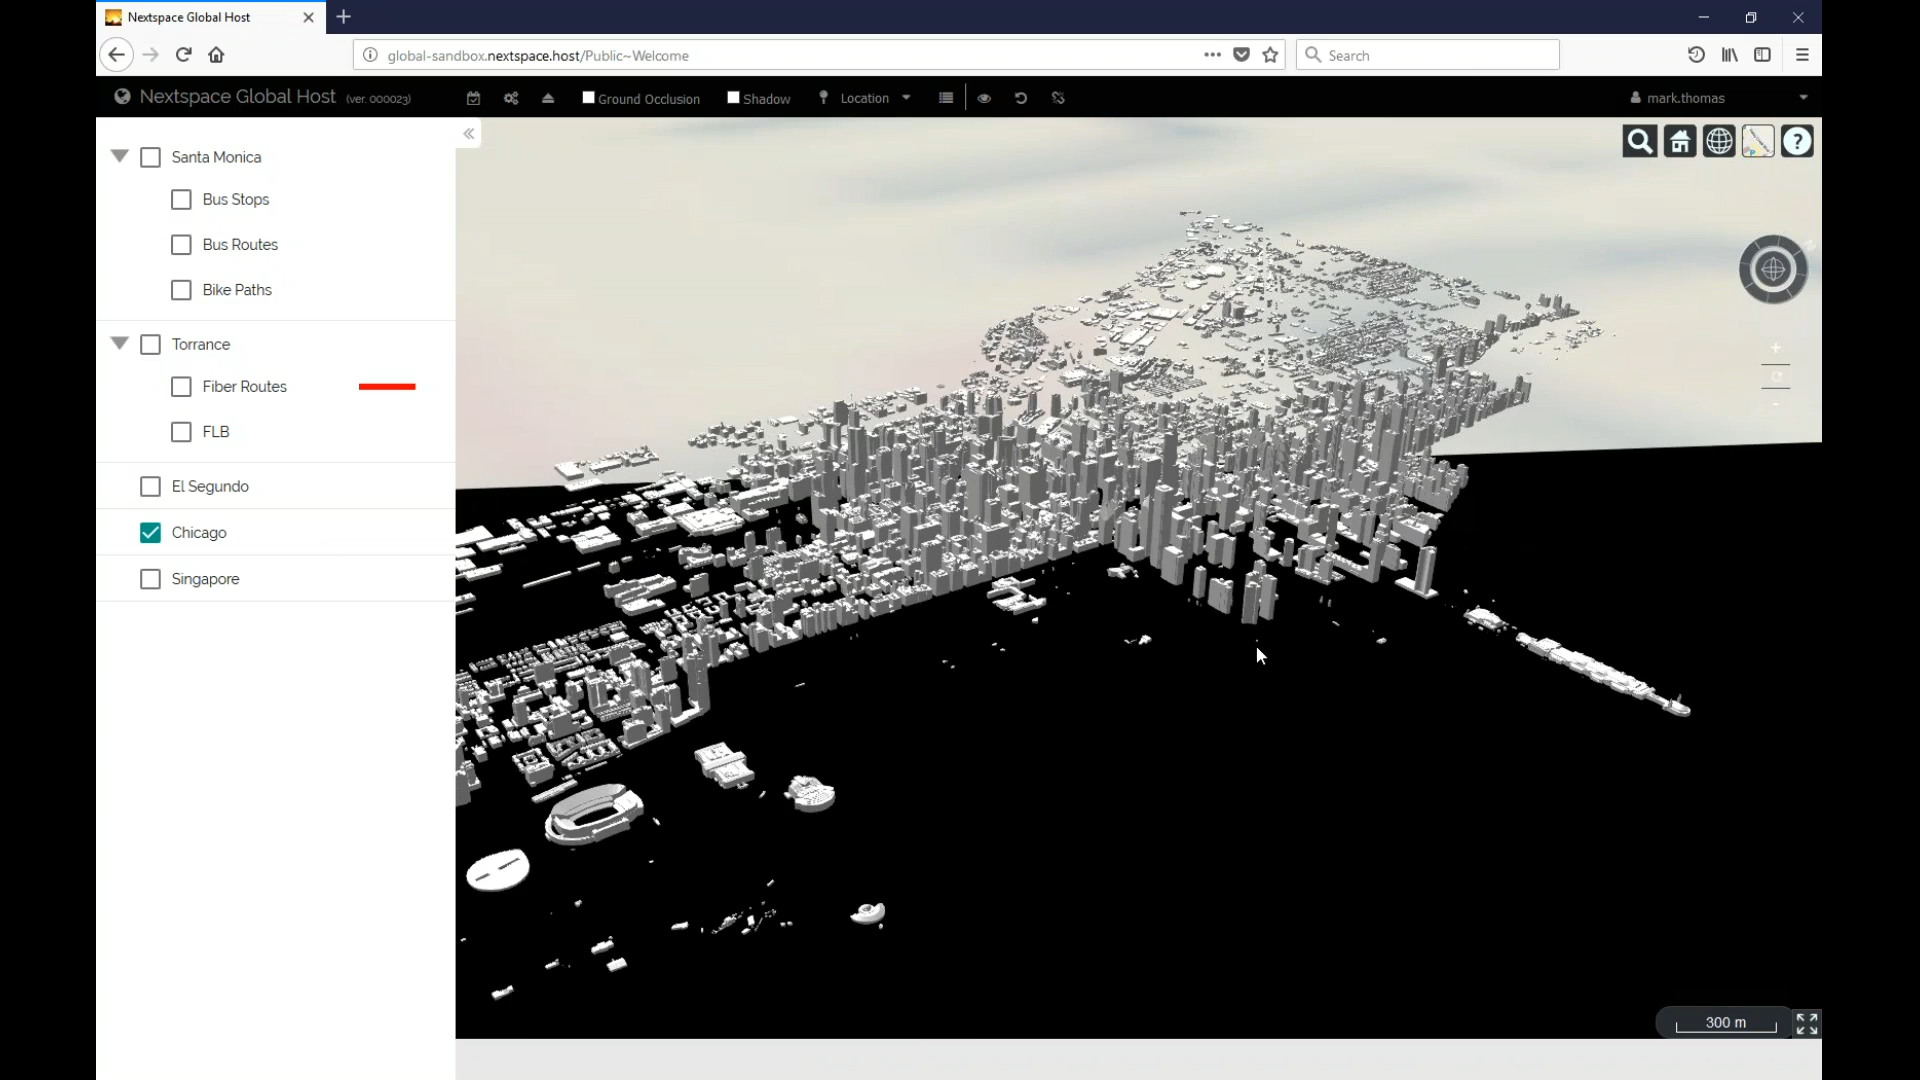 Nextspace Global Host
global-sandbox.nextspace.host/Public~Welcome
Search
Nextspace Global Host (ver. 000023)
Ground Occlusion
Shadow
Location
mark.thomas
Santa Monica
Bus Stops
Bus Routes
Bike Paths
Torrance
Fiber Routes
FLB
El Segundo
Chicago
Singapore
?
300 m